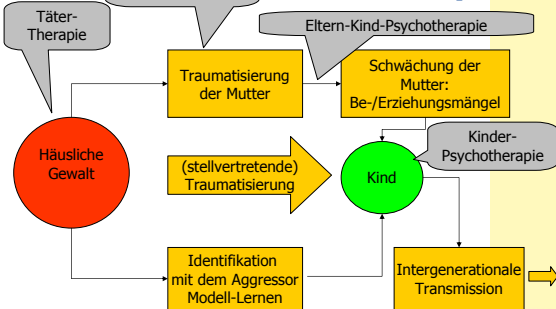 Täter-
Therapie
Eltern-Kind-Psychotherapie
Traumatisierung
der Mutter
Schwächung der
Mutter:
Be-/Erziehungsmängel
Häusliche
Gewalt
(stellvertretende)
Traumatisierung
Kind
Kinder-
Psychotherapie
Identifikation
mit dem Aggressor
Modell-Lernen
Intergenerationale
Transmission